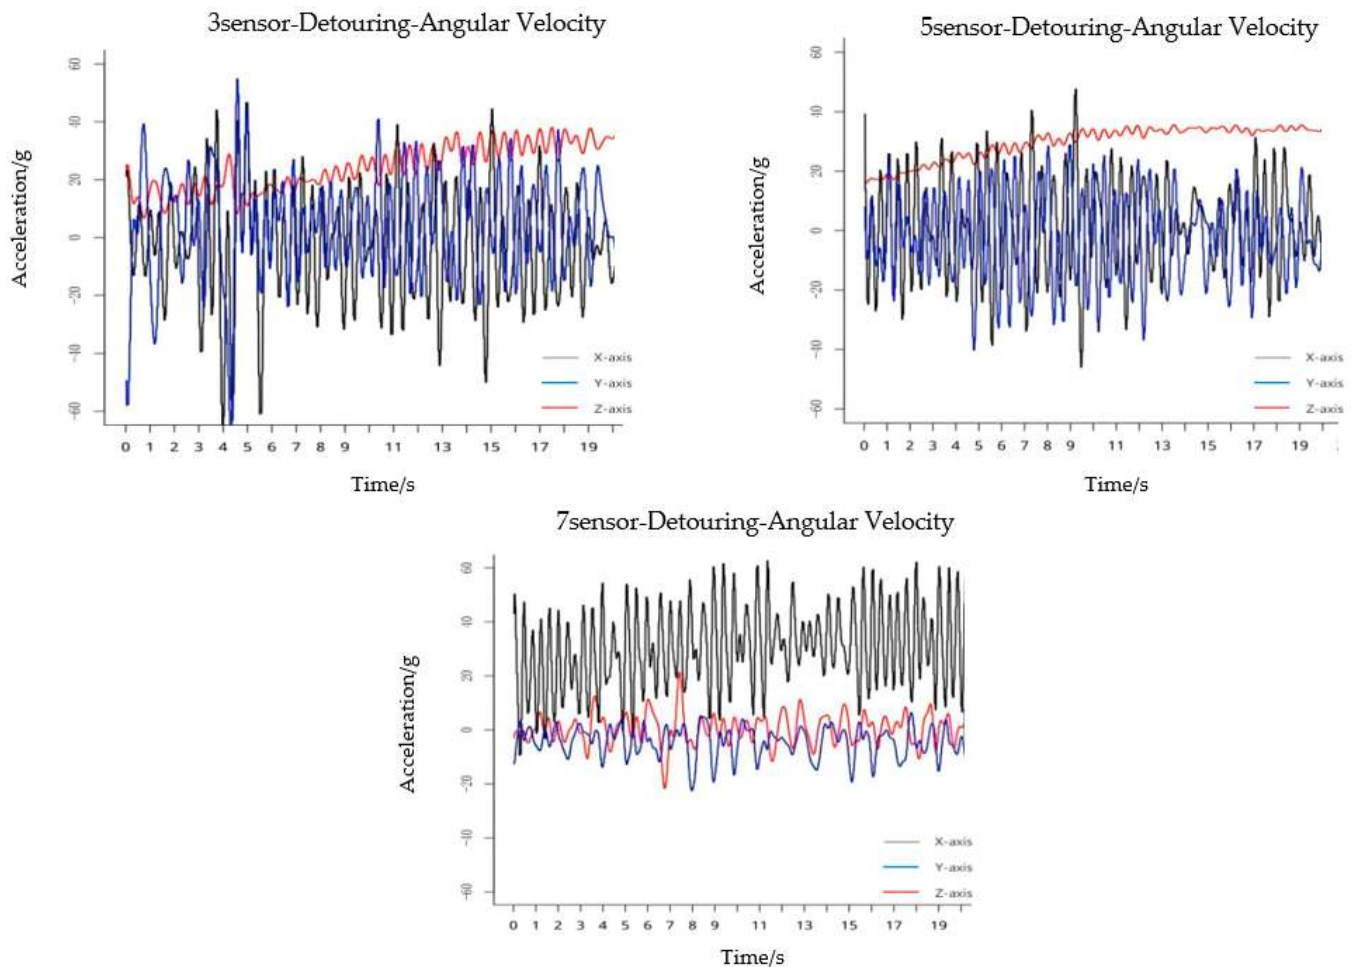 3sensor-Detouring-Angular Velocity
60
40
20
0
-20
-40
-60
Acceleration/g
X-axis
Y-axis
Z-axis
0 1 2 3 4 5 6 7 9 11 13 15 17 19
Time/s
5sensor-Detouring-Angular Velocity
60
40
20
0
-20
-40
-60
Acceleration/g
X-axis
Y-axis
Z-axis
0 1 2 3 4 5 6 7 8 9 11 13 15 17 19
Time/s
7sensor-Detouring-Angular Velocity
60
40
20
0
-20
-40
-60
Acceleration/g
X-axis
Y-axis
Z-axis
0 1 2 3 4 5 6 7 8 9 11 13 15 17 19
Time/s